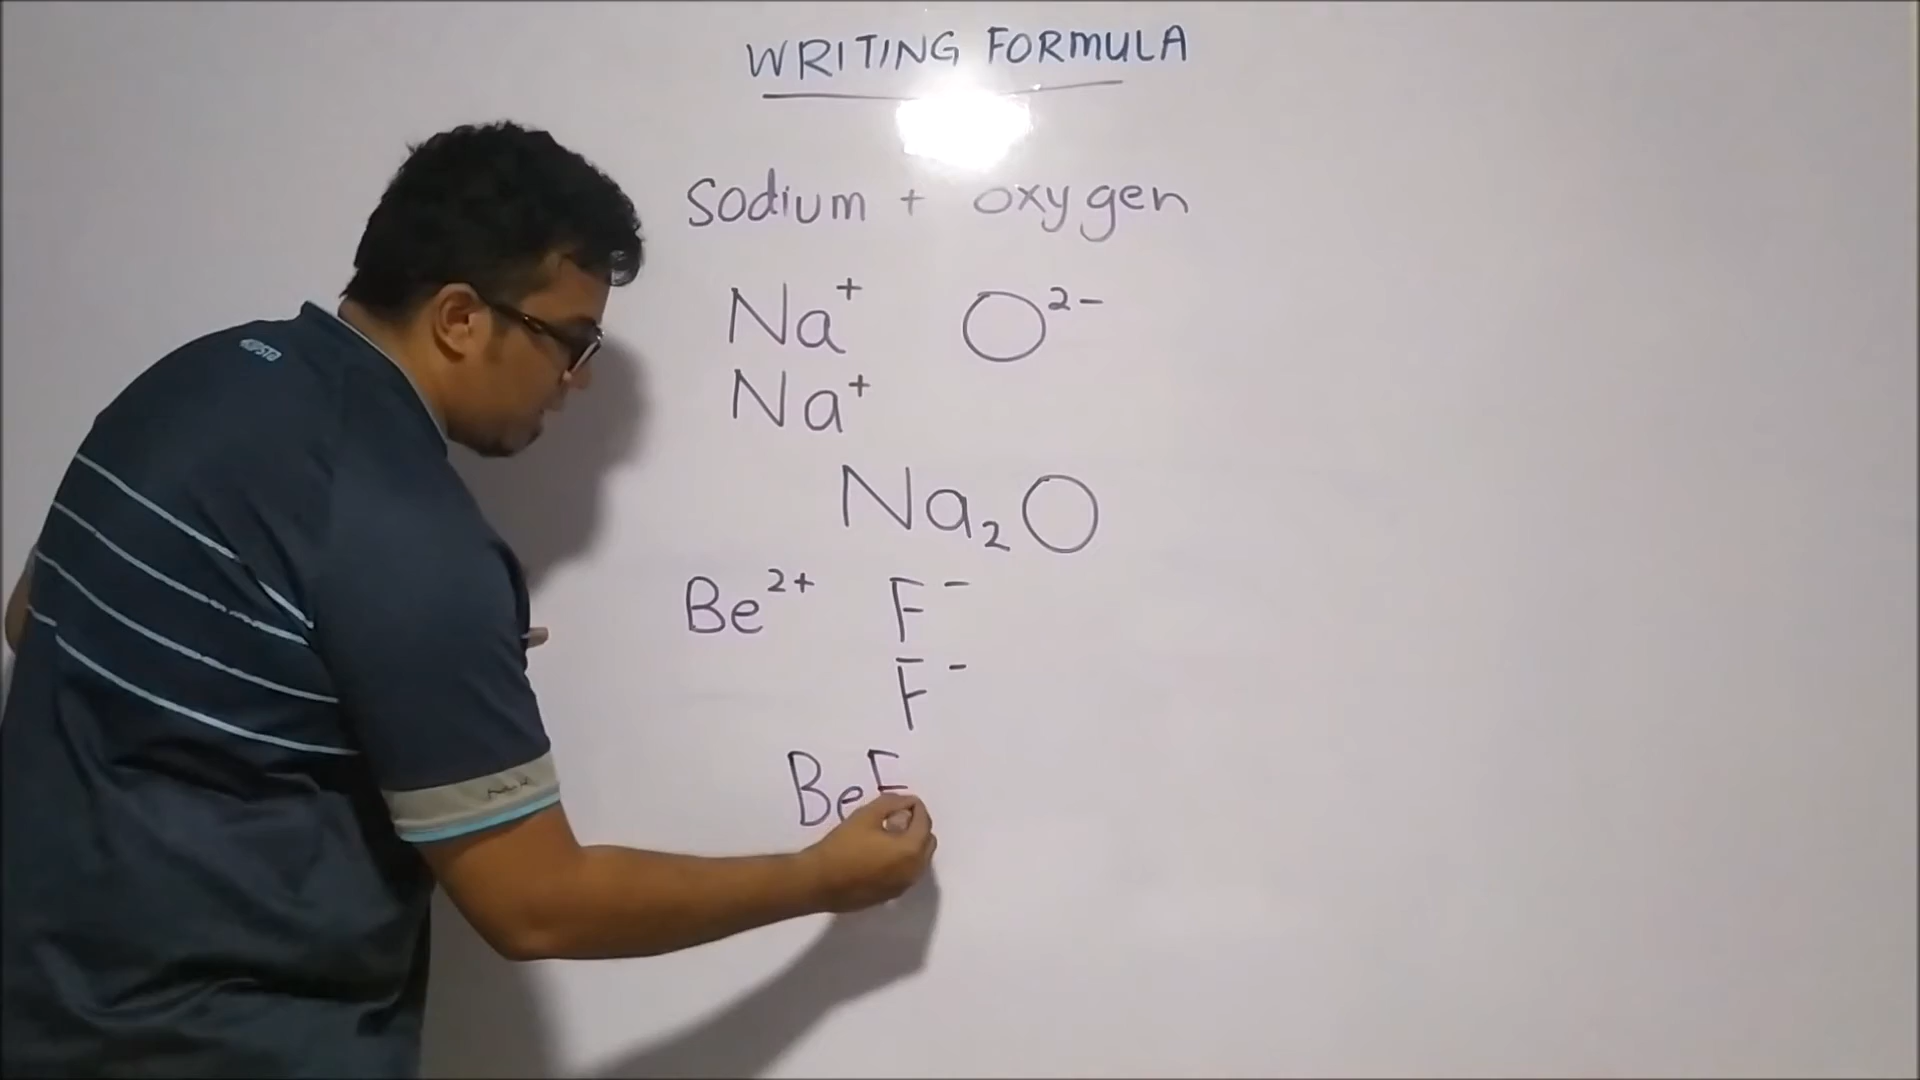 WRITING FORMULA
Sodium + oxygen
Na⁺ O²⁻
Na⁺
Na₂O
Be²⁺ F⁻
F⁻
BeF